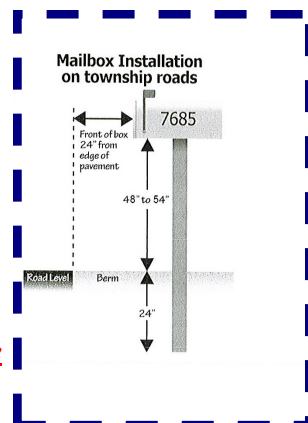 Mailbox Installation
on township roads
7685
Front of box
24" from
edge of
pavement
48" to 54"
Road Level
Berm
24"